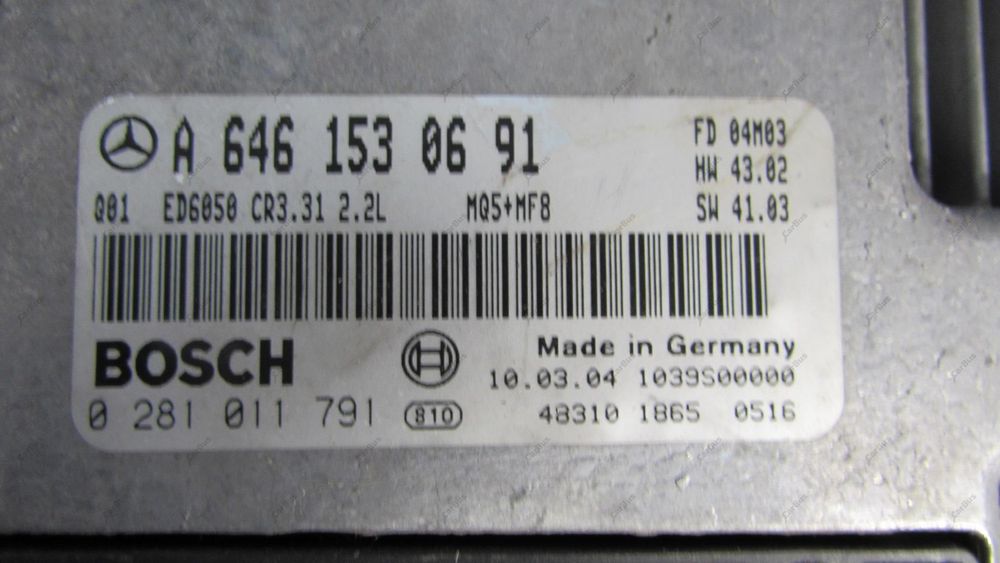 A 646 153 06 91
FD 04M03
HW 43.02
Q01 ED6050 CR3.31 2.2L MQ5+MF8 SW 41.03
BOSCH
Made in Germany
10.03.04 1039S00000
0 281 011 791 810 48310 1865 0516